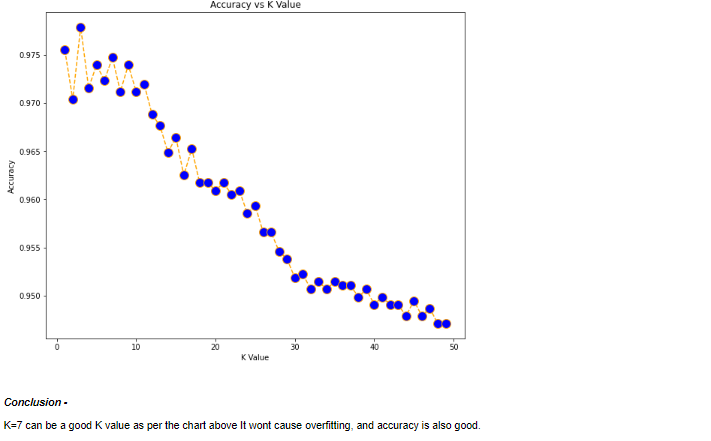 Accuracy vs K Value
0.975
0.970
0.965
0.960
0.955
0.950
Accuracy
0 10 20 30 40 50
K Value
Conclusion -
K=7 can be a good K value as per the chart above It wont cause overfitting, and accuracy is also good.